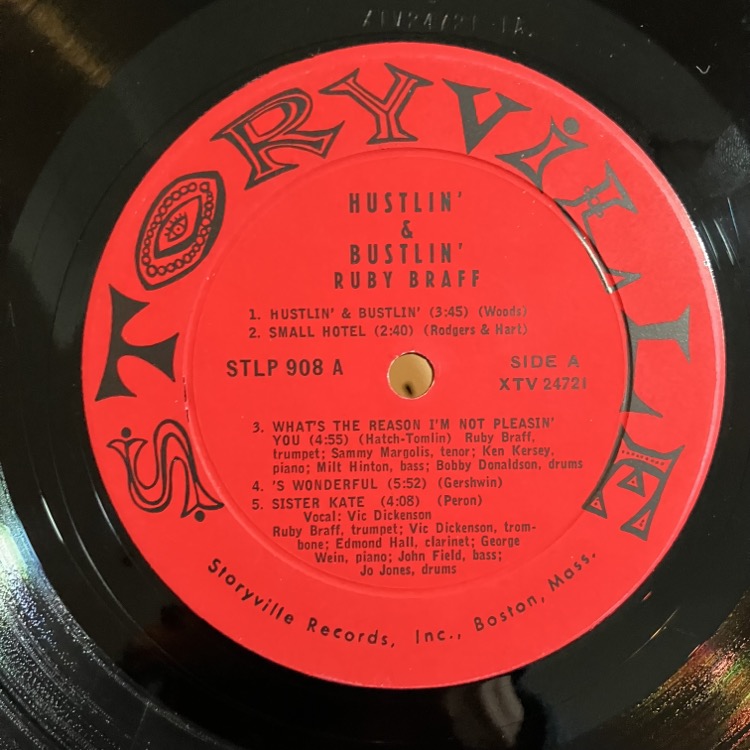 XTV24721-1A.
STORYVILLE
HUSTLIN'
&
BUSTLIN'
RUBY BRAFF
1. HUSTLIN' & BUSTLIN' (3:45) (Woods)
2. SMALL HOTEL (2:40) (Rodgers & Hart)
STLP 908 A
SIDE A
XTV 24721
3. WHAT'S THE REASON I'M NOT PLEASIN'
YOU (4:55) (Hatch-Tomlin) Ruby Braff,
trumpet; Sammy Margolis, tenor; Ken Kersey,
piano; Milt Hinton, bass; Bobby Donaldson, drums
4. 'S WONDERFUL (5:52) (Gershwin)
5. SISTER KATE (4:08) (Peron)
Vocal: Vic Dickenson
Ruby Braff, trumpet; Vic Dickenson, trom-
bone; Edmond Hall, clarinet; George
Wein, piano; John Field, bass;
Jo Jones, drums
Storyville Records, Inc., Boston, Mass.